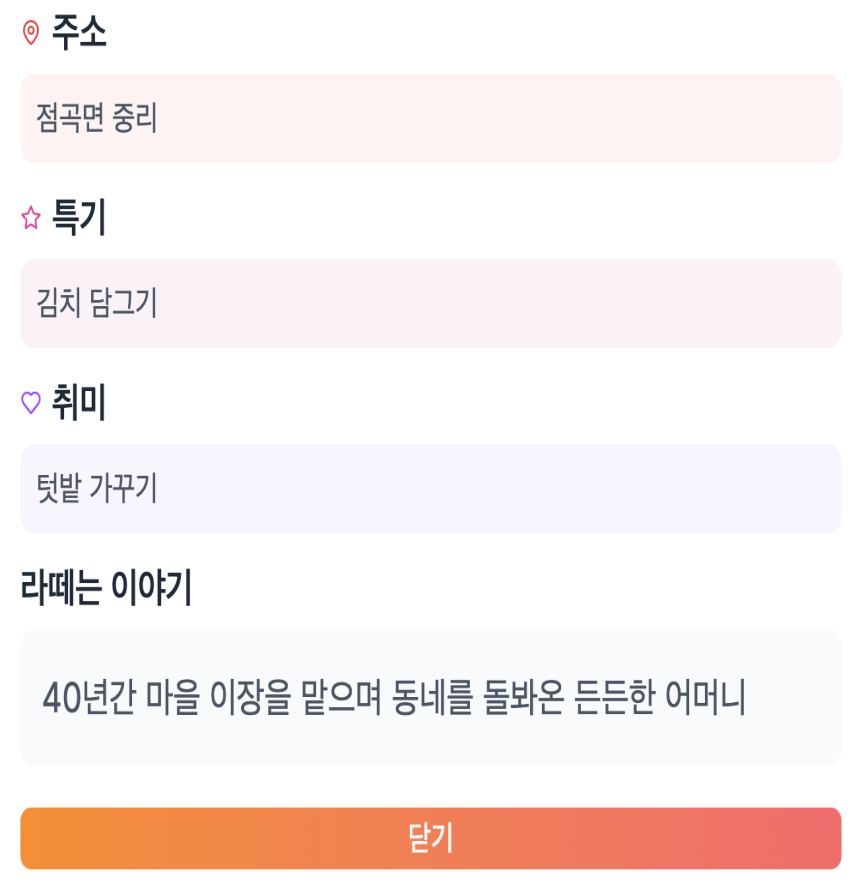 주소
점곡면 중리
특기
김치 담그기
취미
텃밭 가꾸기
라떼는 이야기
40년간 마을 이장을 맡으며 동네를 돌봐온 든든한 어머니
닫기